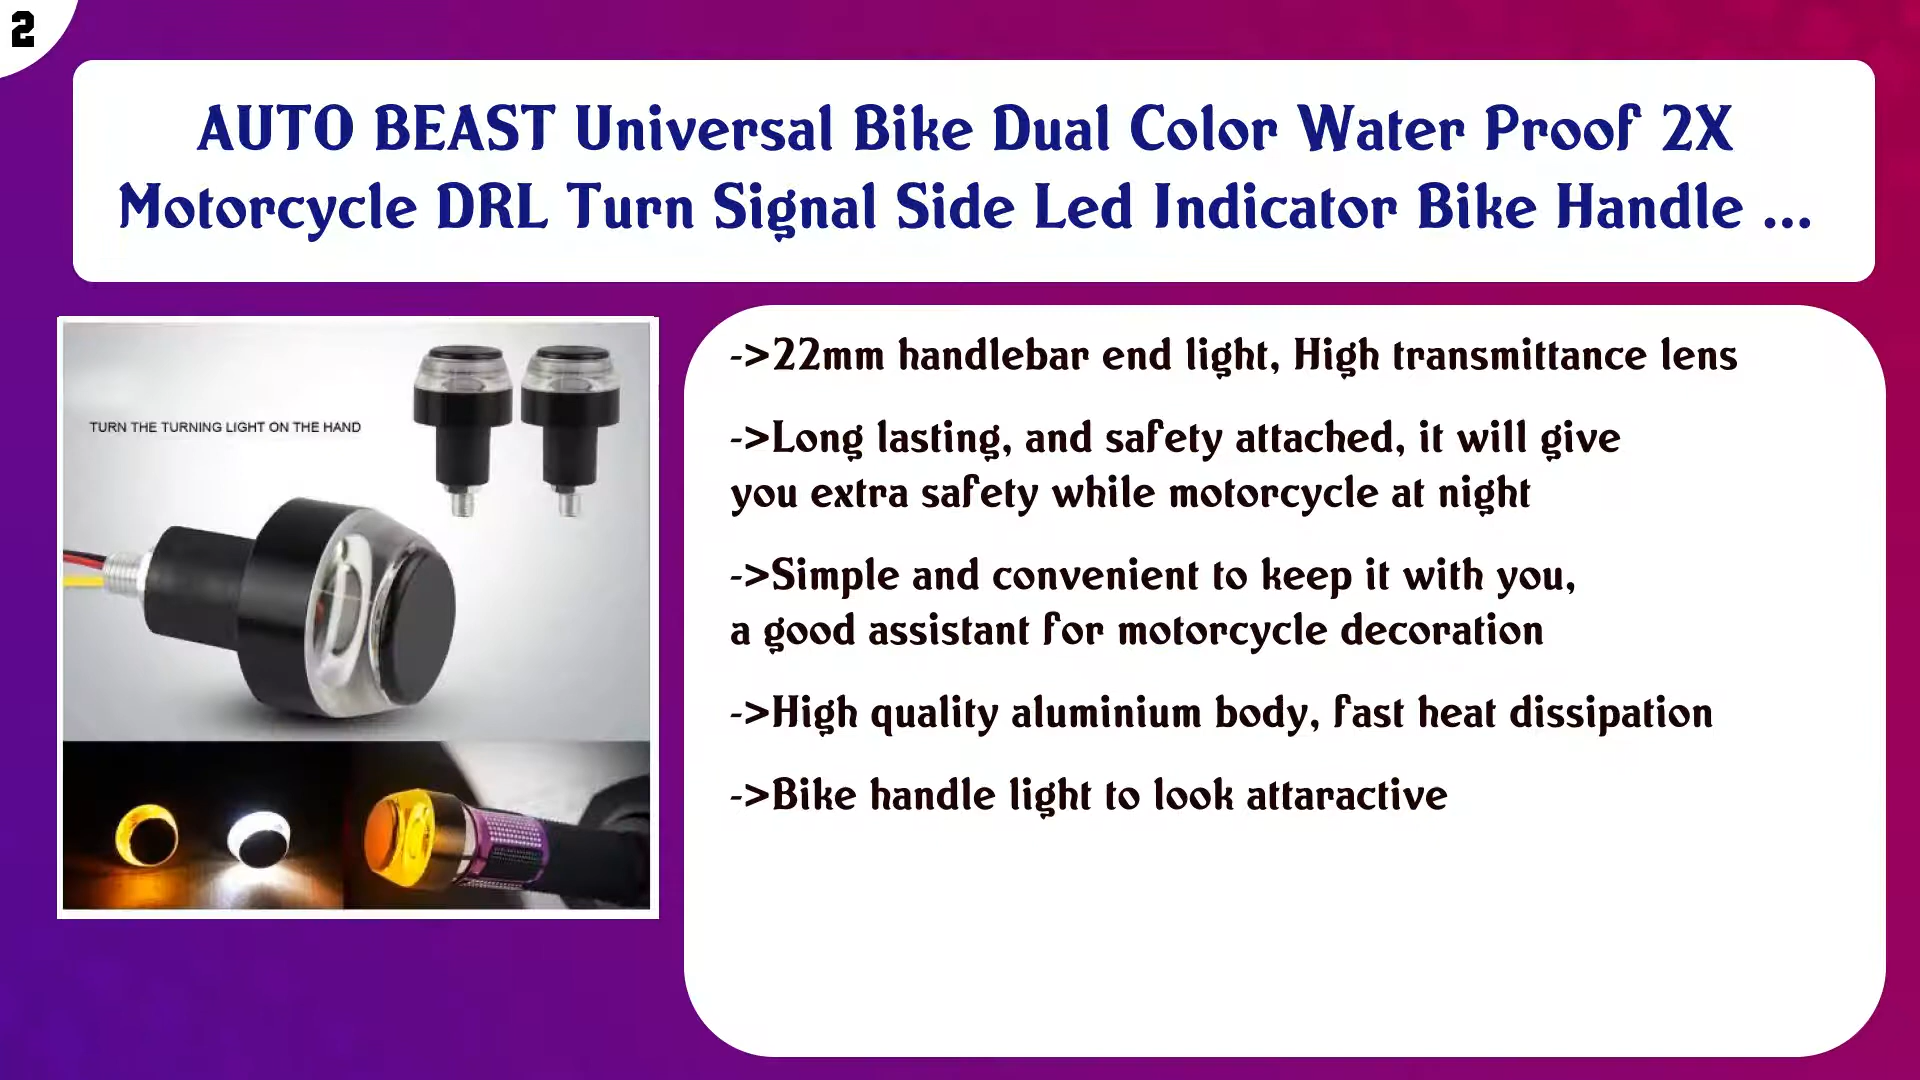 2
AUTO BEAST Universal Bike Dual Color Water Proof 2X
Motorcycle DRL Turn Signal Side Led Indicator Bike Handle ...
TURN THE TURNING LIGHT ON THE HAND
->22mm handlebar end light, High transmittance lens
->Long lasting, and safety attached, it will give
you extra safety while motorcycle at night
->Simple and convenient to keep it with you,
a good assistant for motorcycle decoration
->High quality aluminium body, fast heat dissipation
->Bike handle light to look attaractive